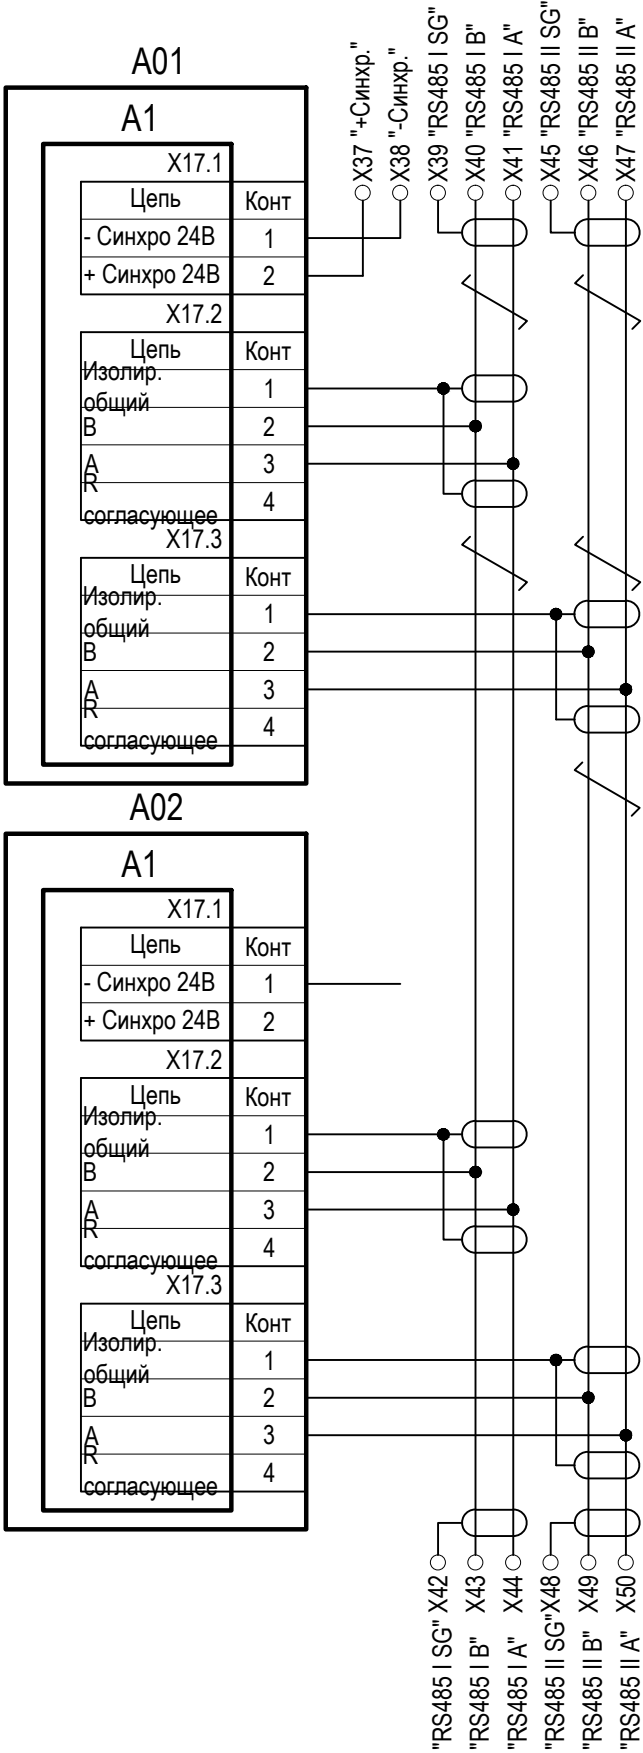 A01
A1
X17.1
Цепь Конт
- Синхро 24В 1
+ Синхро 24В 2
X17.2
Цепь Конт
Изолир.
общий 1
B 2
A 3
R
согласующее 4
X17.3
Цепь Конт
Изолир.
общий 1
B 2
A 3
R
согласующее 4
X37 "+Синхр."
X38 "-Синхр."
X39 "RS485 I SG"
X40 "RS485 I B"
X41 "RS485 I A"
X45 "RS485 II SG"
X46 "RS485 II B"
X47 "RS485 II A"
A02
A1
X17.1
Цепь Конт
- Синхро 24В 1
+ Синхро 24В 2
X17.2
Цепь Конт
Изолир.
общий 1
B 2
A 3
R
согласующее 4
X17.3
Цепь Конт
Изолир.
общий 1
B 2
A 3
R
согласующее 4
"RS485 I SG" X42
"RS485 I B" X43
"RS485 I A" X44
"RS485 II SG"X48
"RS485 II B" X49
"RS485 II A" X50